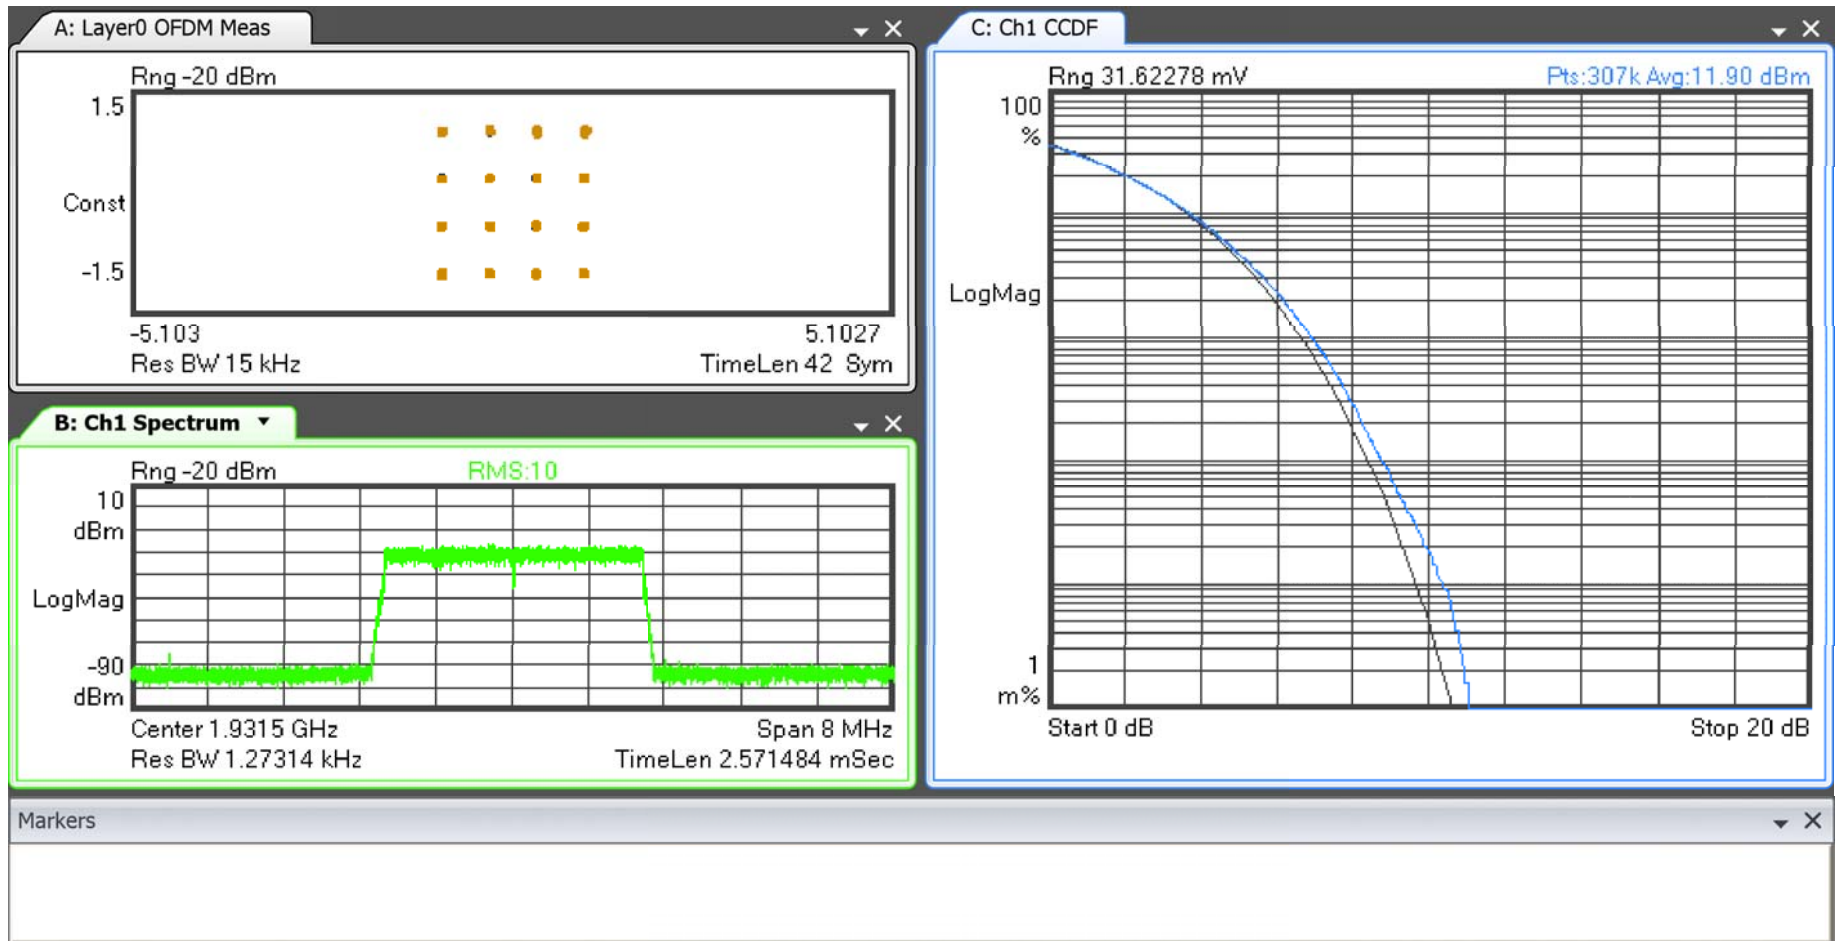 A: Layer0 OFDM Meas
Rng -20 dBm
1.5
Const
-1.5
-5.103 5.1027
Res BW 15 kHz TimeLen 42 Sym
B: Ch1 Spectrum
Rng -20 dBm RMS:10
10
dBm
LogMag
-90
dBm
Center 1.9315 GHz Span 8 MHz
Res BW 1.27314 kHz TimeLen 2.571484 mSec
C: Ch1 CCDF
Rng 31.62278 mV Pts:307k Avg:11.90 dBm
100
%
LogMag
1
m%
Start 0 dB Stop 20 dB
Markers